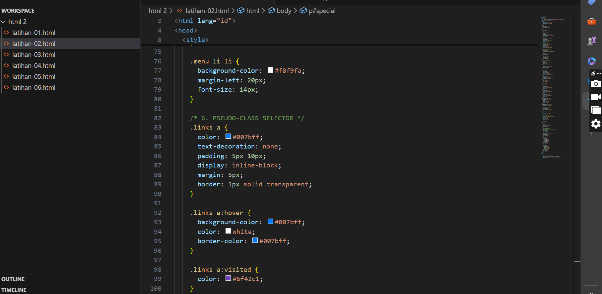 WORKSPACE
html 2
<> latihan-01.html
<> latihan-02.html
<> latihan-03.html
<> latihan-04.html
<> latihan-05.html
<> latihan-06.html
OUTLINE
TIMELINE
html 2 > <> latihan-02.html > html > body > p#special
3 <html lang="id">
4 <head>
8 <style>
75
76 .menu li li {
77 background-color: #f8f9fa;
78 margin-left: 20px;
79 font-size: 14px;
80 }
81
82 /* G. PSEUDO-CLASS SELECTOR */
83 .links a {
84 color: #007bff;
85 text-decoration: none;
86 padding: 5px 10px;
87 display: inline-block;
88 margin: 5px;
89 border: 1px solid transparent;
90 }
91
92 .links a:hover {
93 background-color: #007bff;
94 color: white;
95 border-color: #007bff;
96 }
97
98 .links a:visited {
99 color: #6f42c1;
100 }